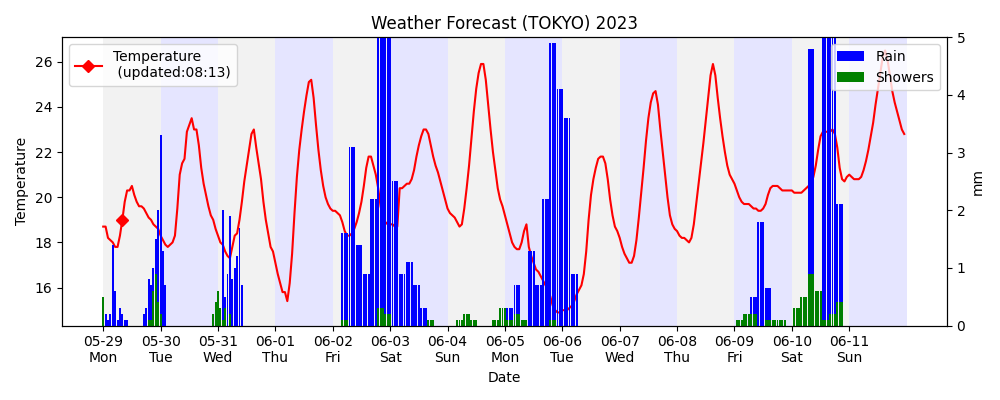 Weather Forecast (TOKYO) 2023
Temperature
(updated:08:13)
Rain
Showers
26
24
22
20
18
16
Temperature
5
4
3
2
1
0
mm
05-29 05-30 05-31 06-01 06-02 06-03 06-04 06-05 06-06 06-07 06-08 06-09 06-10 06-11
Mon Tue Wed Thu Fri Sat Sun Mon Tue Wed Thu Fri Sat Sun
Date